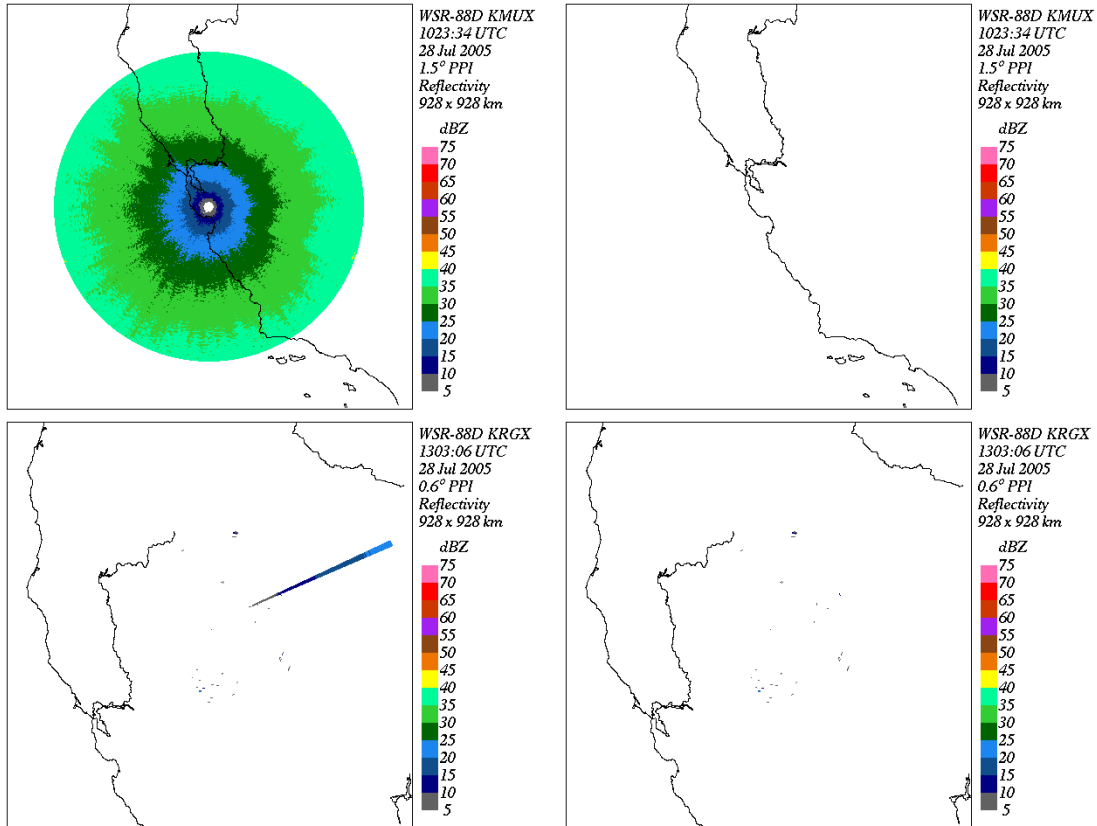 WSR-88D KMUX
1023:34 UTC
28 Jul 2005
1.5° PPI
Reflectivity
928 x 928 km
dBZ
75
70
65
60
55
50
45
40
35
30
25
20
15
10
5
WSR-88D KMUX
1023:34 UTC
28 Jul 2005
1.5° PPI
Reflectivity
928 x 928 km
dBZ
75
70
65
60
55
50
45
40
35
30
25
20
15
10
5
WSR-88D KRGX
1303:06 UTC
28 Jul 2005
0.6° PPI
Reflectivity
928 x 928 km
dBZ
75
70
65
60
55
50
45
40
35
30
25
20
15
10
5
WSR-88D KRGX
1303:06 UTC
28 Jul 2005
0.6° PPI
Reflectivity
928 x 928 km
dBZ
75
70
65
60
55
50
45
40
35
30
25
20
15
10
5